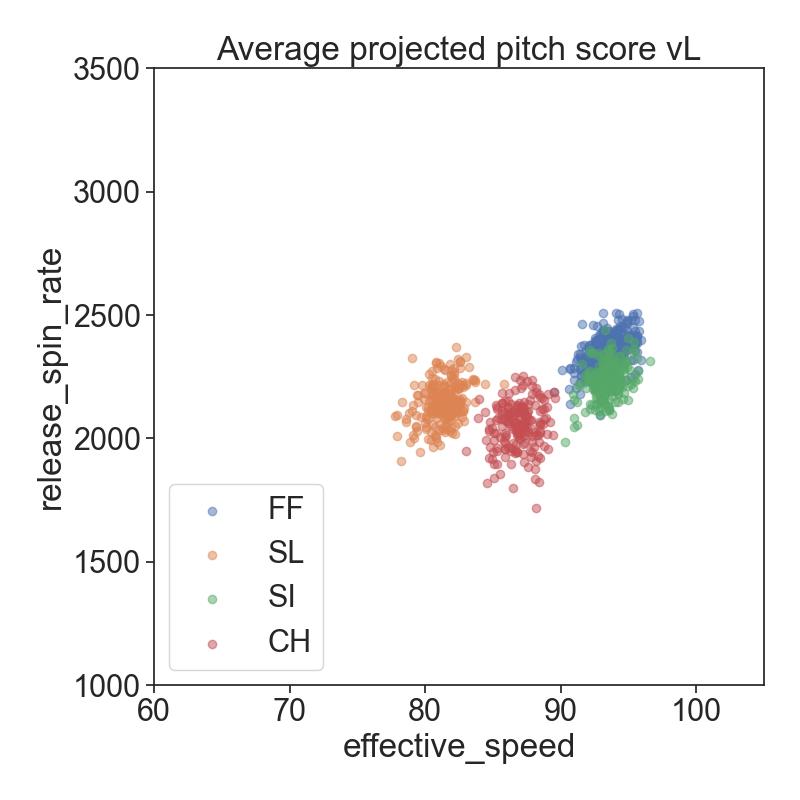 Average projected pitch score vL
release_spin_rate
3500
3000
2500
2000
1500
1000
FF
SL
SI
CH
60
70
80
90
100
effective_speed